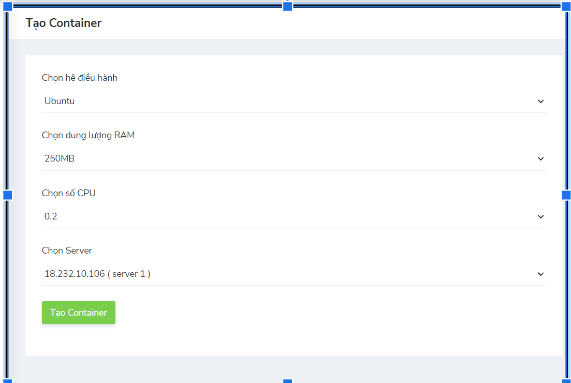 Tạo Container
Chọn hệ điều hành
Ubuntu
Chọn dung lượng RAM
250MB
Chọn số CPU
0.2
Chọn Server
18.232.10.106 ( server 1 )
Tạo Container